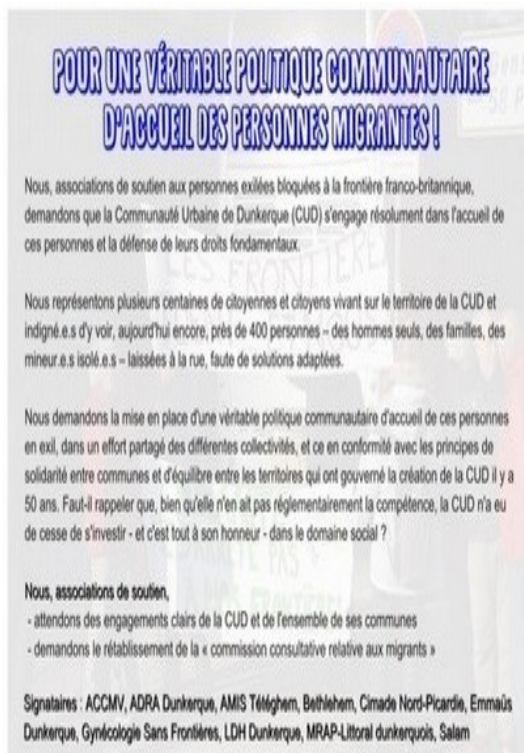 POUR UNE VÉRITABLE POLITIQUE COMMUNAUTAIRE
D'ACCUEIL DES PERSONNES MIGRANTES !
Nous, associations de soutien aux personnes exilées bloquées à la frontière franco-britannique,
demandons que la Communauté Urbaine de Dunkerque (CUD) s'engage résolument dans l'accueil de
ces personnes et la défense de leurs droits fondamentaux.
Nous représentons plusieurs centaines de citoyennes et citoyens vivant sur le territoire de la CUD et
indigné.e.s d'y voir, aujourd'hui encore, près de 400 personnes – des hommes seuls, des familles, des
mineur.e.s isolé.e.s – laissées à la rue, faute de solutions adaptées.
Nous demandons la mise en place d'une véritable politique communautaire d'accueil de ces personnes
en exil, dans un effort partagé des différentes collectivités, et ce en conformité avec les principes de
solidarité entre communes et d'équilibre entre les territoires qui ont gouverné la création de la CUD il y a
50 ans. Faut-il rappeler que, bien qu'elle n'en ait pas réglementairement la compétence, la CUD n'a eu
de cesse de s'investir - et c'est tout à son honneur - dans le domaine social ?
Nous, associations de soutien,
- attendons des engagements clairs de la CUD et de l'ensemble de ses communes
- demandons le rétablissement de la « commission consultative relative aux migrants »
Signataires : ACCMV, ADRA Dunkerque, AMIS Téteghem, Bethlehem, Cimade Nord-Picardie, Emmaüs
Dunkerque, Gynécologie Sans Frontières, LDH Dunkerque, MRAP-Littoral dunkerquois, Salam